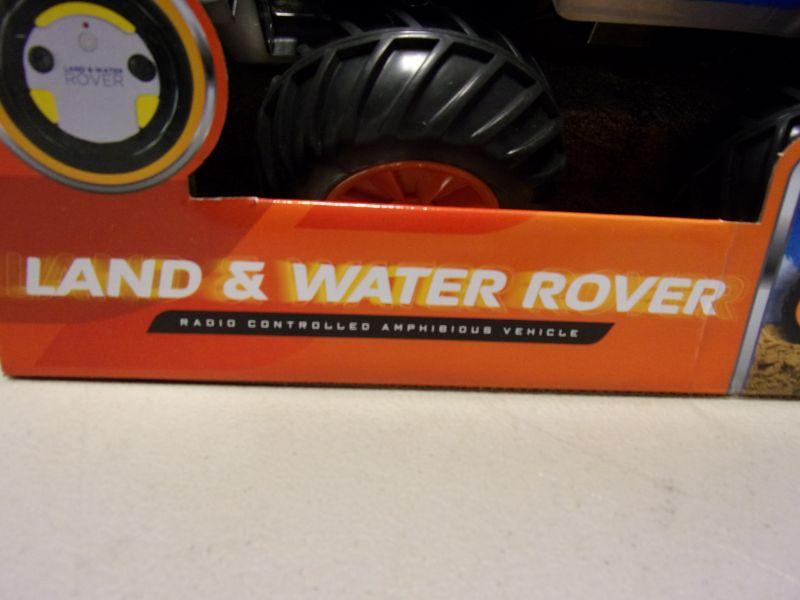 LAND & WATER
ROVER
LAND & WATER ROVER
RADIO CONTROLLED AMPHIBIOUS VEHICLE